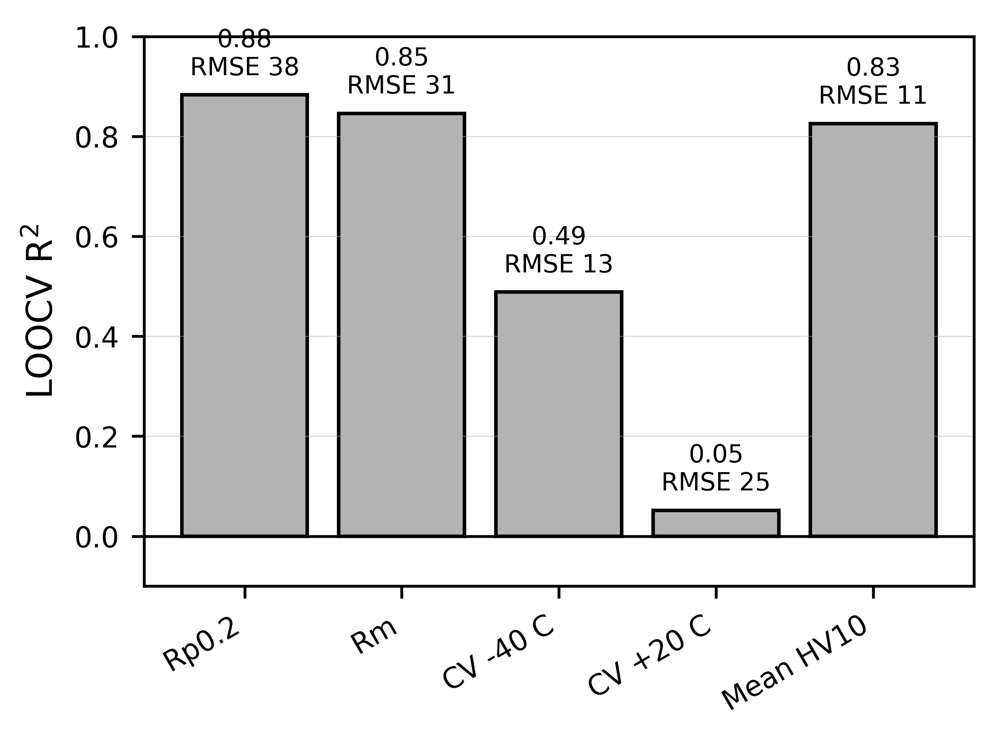 LOOCV R²
1.0
0.8
0.6
0.4
0.2
0.0
0.88
RMSE 38
0.85
RMSE 31
0.49
RMSE 13
0.05
RMSE 25
0.83
RMSE 11
Rp0.2
Rm
CV -40 C
CV +20 C
Mean HV10